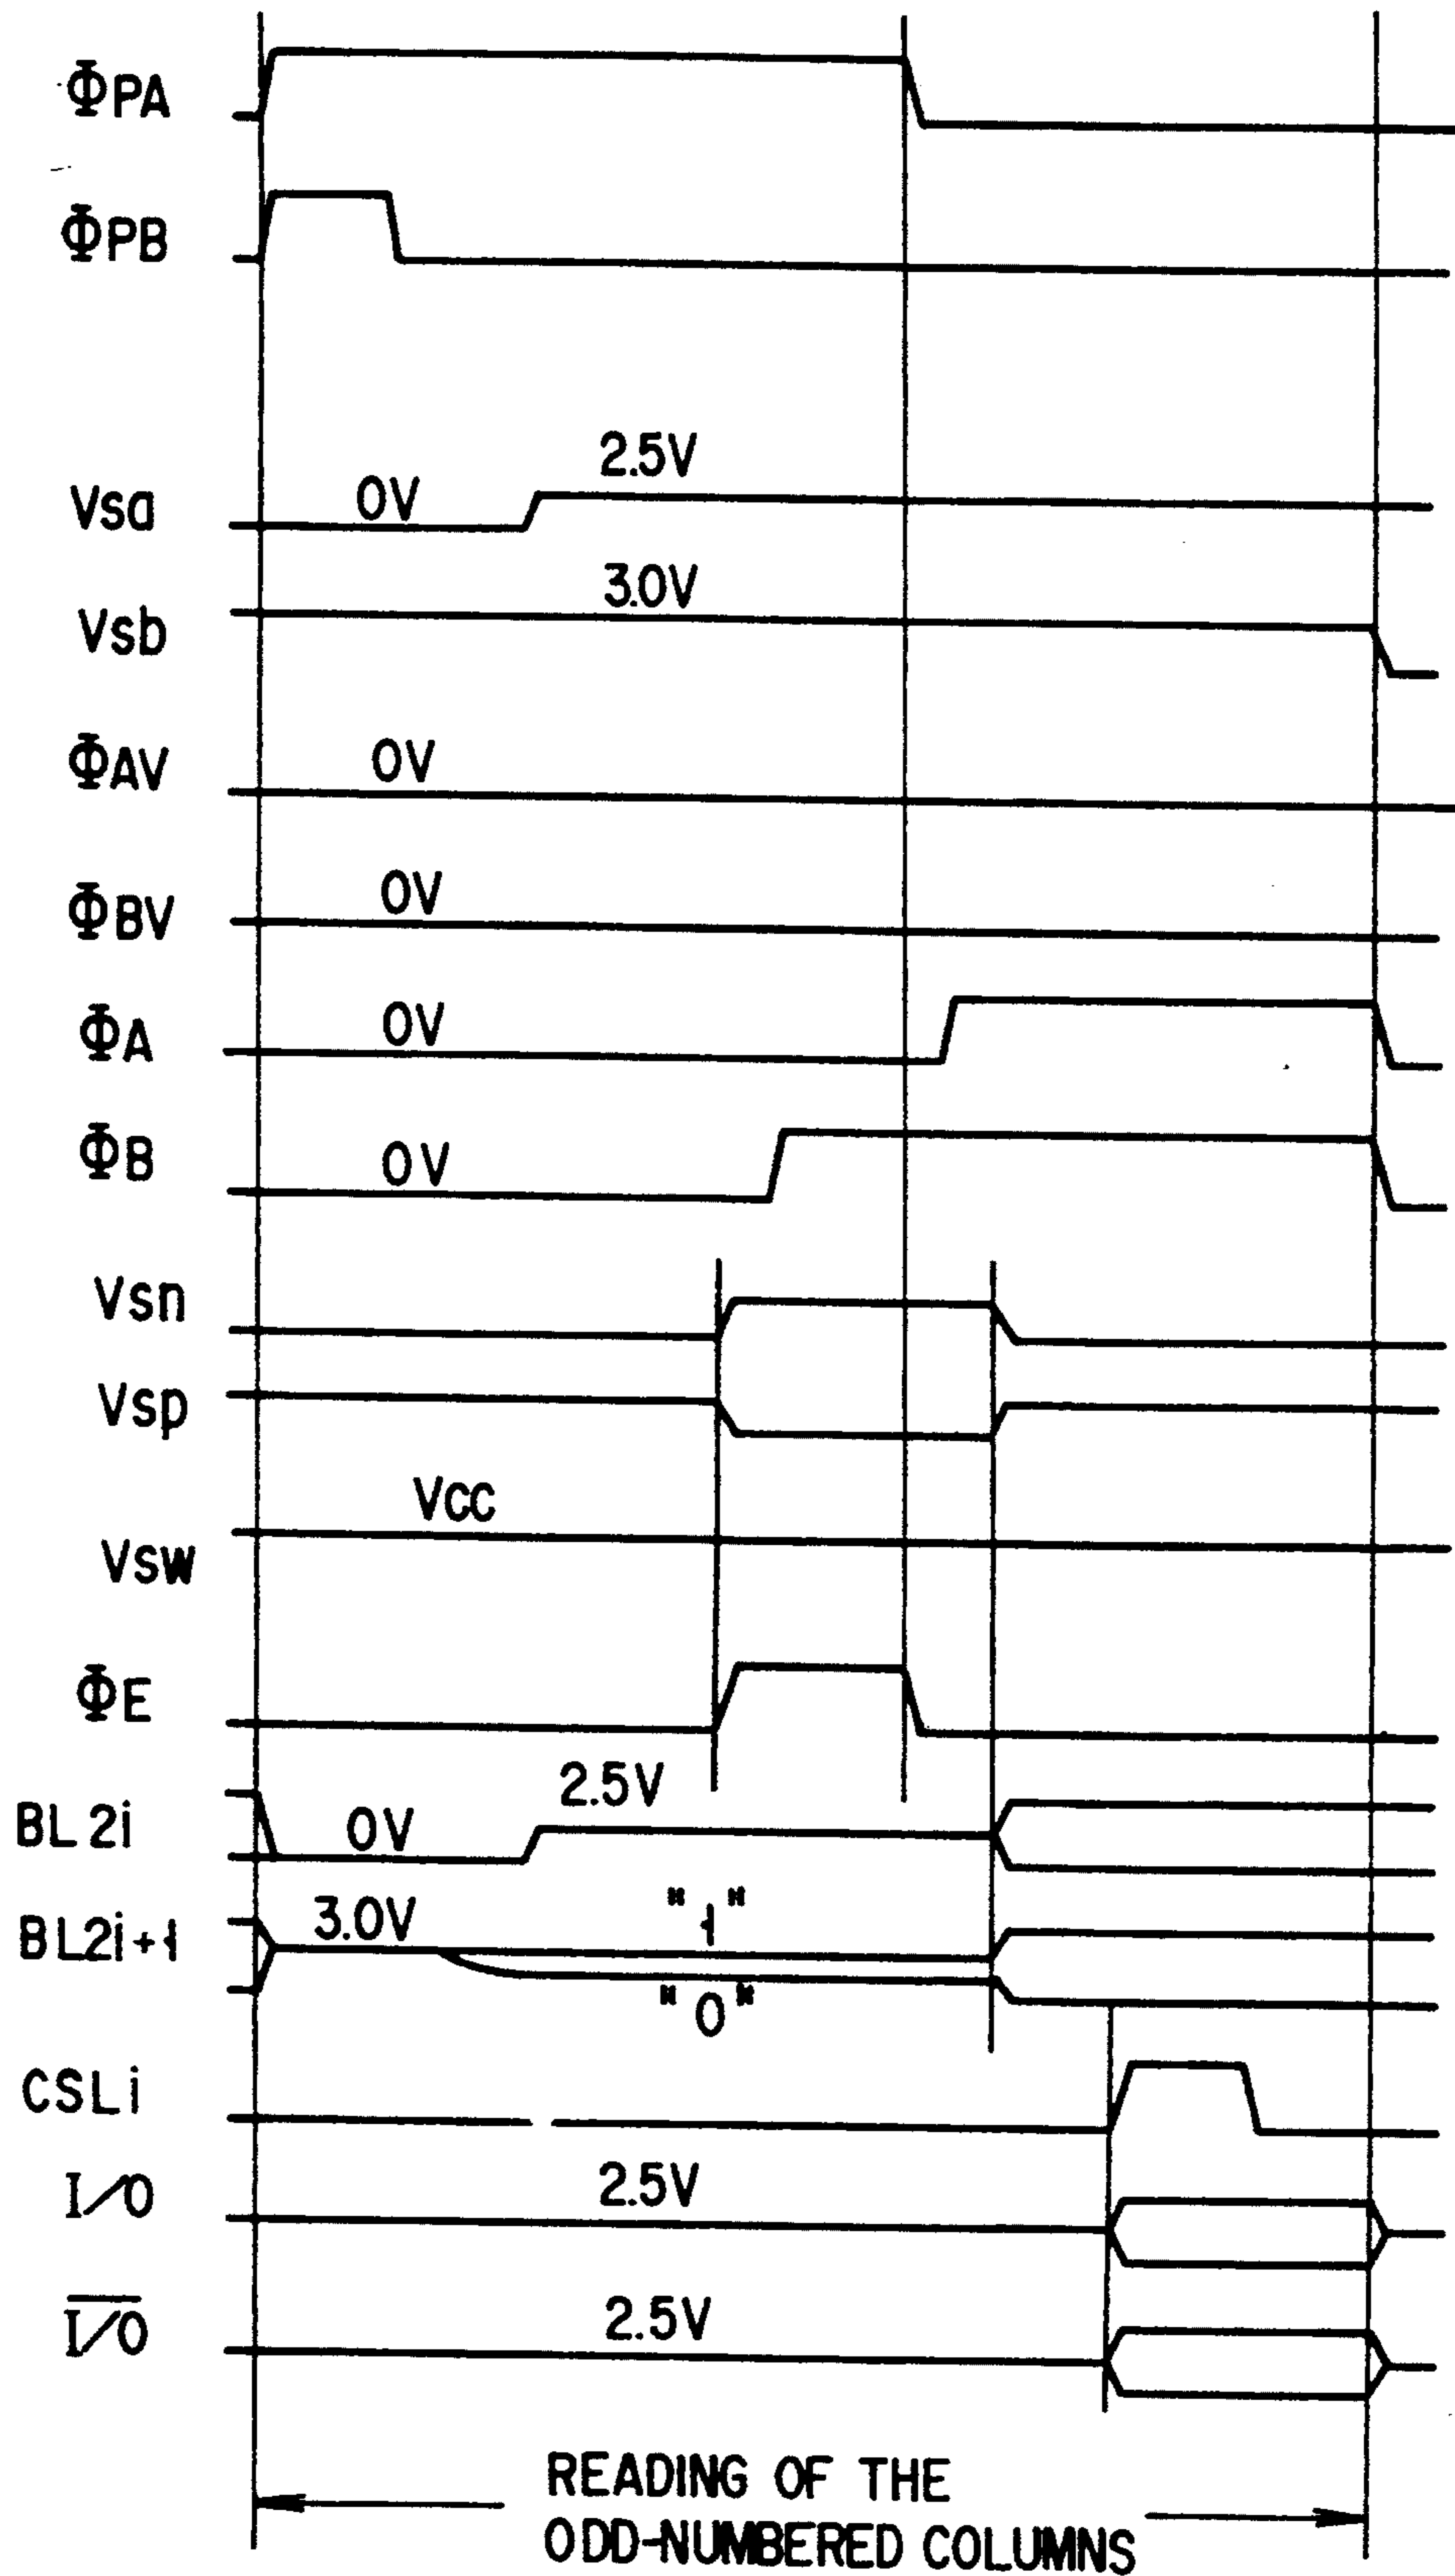 ΦPA
ΦPB
2.5V
Vsa 0V
3.0V
Vsb
ΦAV 0V
ΦBV 0V
ΦA 0V
ΦB 0V
Vsn
Vsp
VCC
Vsw
ΦE
2.5V
BL2i 0V
BL2i+1 3.0V "1"
"0"
CSLi
I/O 2.5V
I/O 2.5V
READING OF THE
ODD-NUMBERED COLUMNS